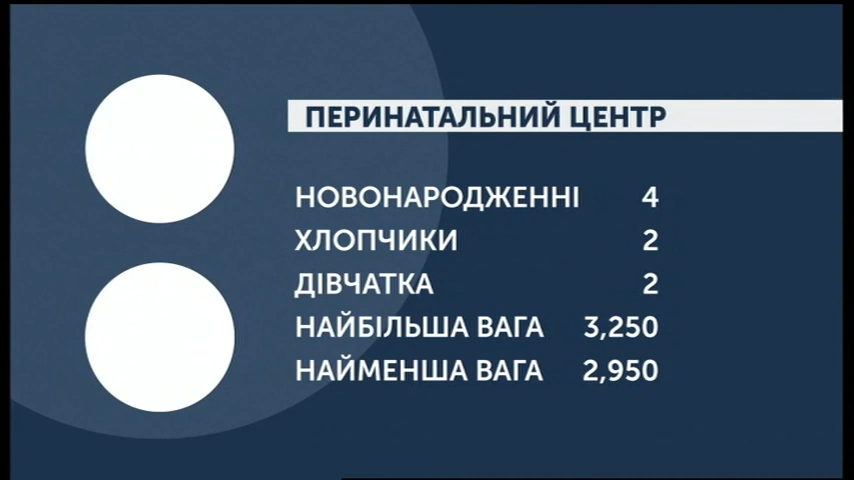 ПЕРИНАТАЛЬНИЙ ЦЕНТР
НОВОНАРОДЖЕННІ 4
ХЛОПЧИКИ 2
ДІВЧАТКА 2
НАЙБІЛЬША ВАГА 3,250
НАЙМЕНША ВАГА 2,950